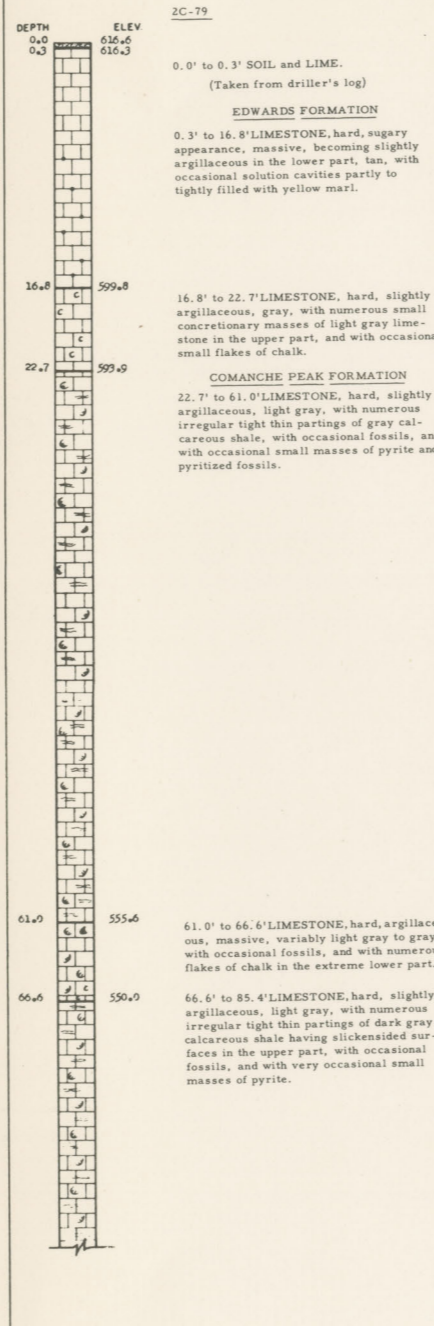 2C-79
DEPTH ELEV.
0.0 616.6
0.3 616.3
0.0' to 0.3' SOIL and LIME.
(Taken from driller's log)
EDWARDS FORMATION
0.3' to 16.8' LIMESTONE, hard, sugary
appearance, massive, becoming slightly
argillaceous in the lower part, tan, with
occasional solution cavities partly to
tightly filled with yellow marl.
16.8 599.8
16.8' to 22.7' LIMESTONE, hard, slightly
argillaceous, gray, with numerous small
concretionary masses of light gray lime-
stone in the upper part, and with occasiona
small flakes of chalk.
22.7 593.9
COMANCHE PEAK FORMATION
22.7' to 61.0' LIMESTONE, hard, slightly
argillaceous, light gray, with numerous
irregular tight thin partings of gray cal-
careous shale, with occasional fossils, an
with occasional small masses of pyrite and
pyritized fossils.
61.0 555.6
61.0' to 66.6' LIMESTONE, hard, argillace
ous, massive, variably light gray to gray
with occasional fossils, and with numerou
flakes of chalk in the extreme lower part.
66.6 550.0
66.6' to 85.4' LIMESTONE, hard, slightly
argillaceous, light gray, with numerous
irregular tight thin partings of dark gray
calcareous shale having slickensided sur-
faces in the upper part, with occasional
fossils, and with very occasional small
masses of pyrite.